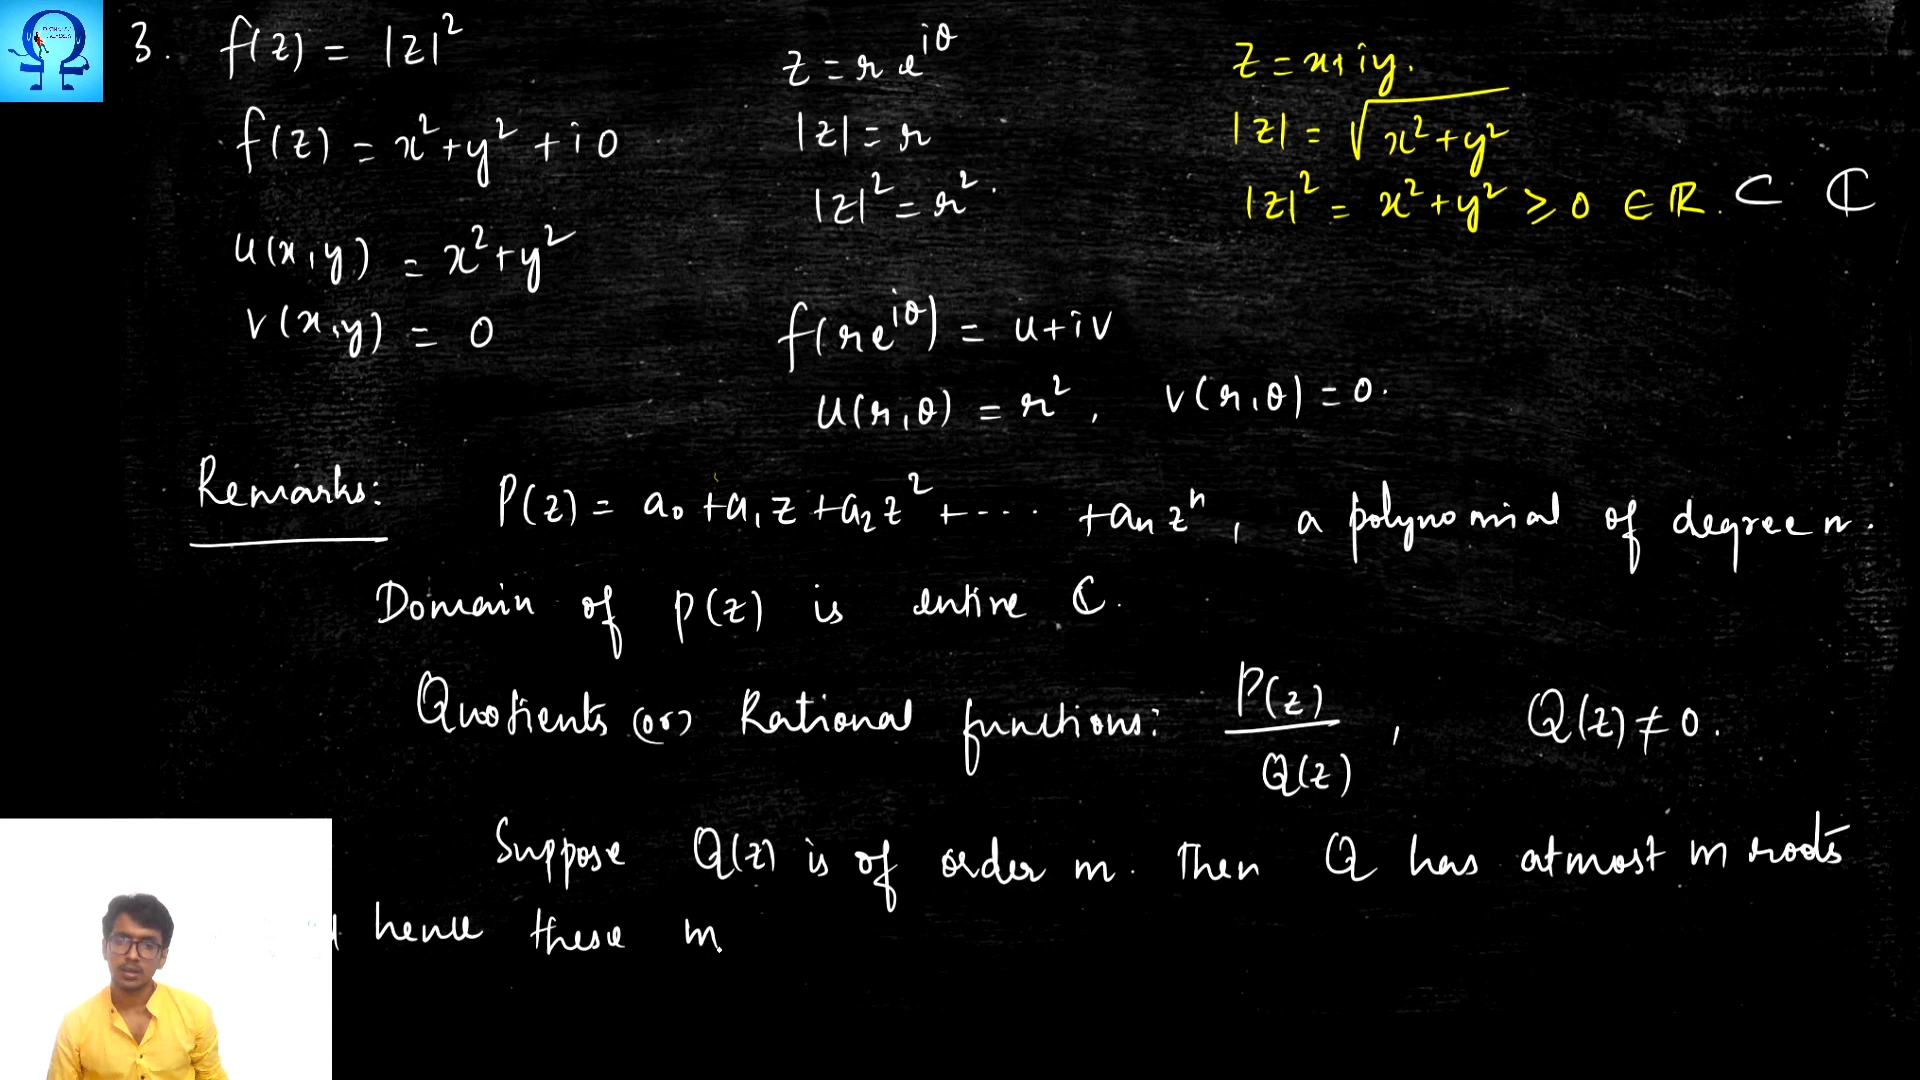 3. f(z) = |z|²
f(z) = x²+y² + i0
u(x,y) = x²+y²
v(x,y) = 0
z = r e^{iθ}
|z| = r
|z|² = r².
z = x+iy.
|z| = √(x²+y²)
|z|² = x²+y² ≥ 0 ∈ ℝ. ⊂ ℂ
f(re^{iθ}) = u+iv
u(r,θ) = r², v(r,θ) = 0.
Remarks: P(z) = a₀ + a₁z + a₂z² + ... + aₙzⁿ, a polynomial of degree n.
Domain of P(z) is entire ℂ.
Quotients (or) Rational functions: P(z)/Q(z), Q(z) ≠ 0.
Suppose Q(z) is of order m. Then Q has atmost m roots
hence these m